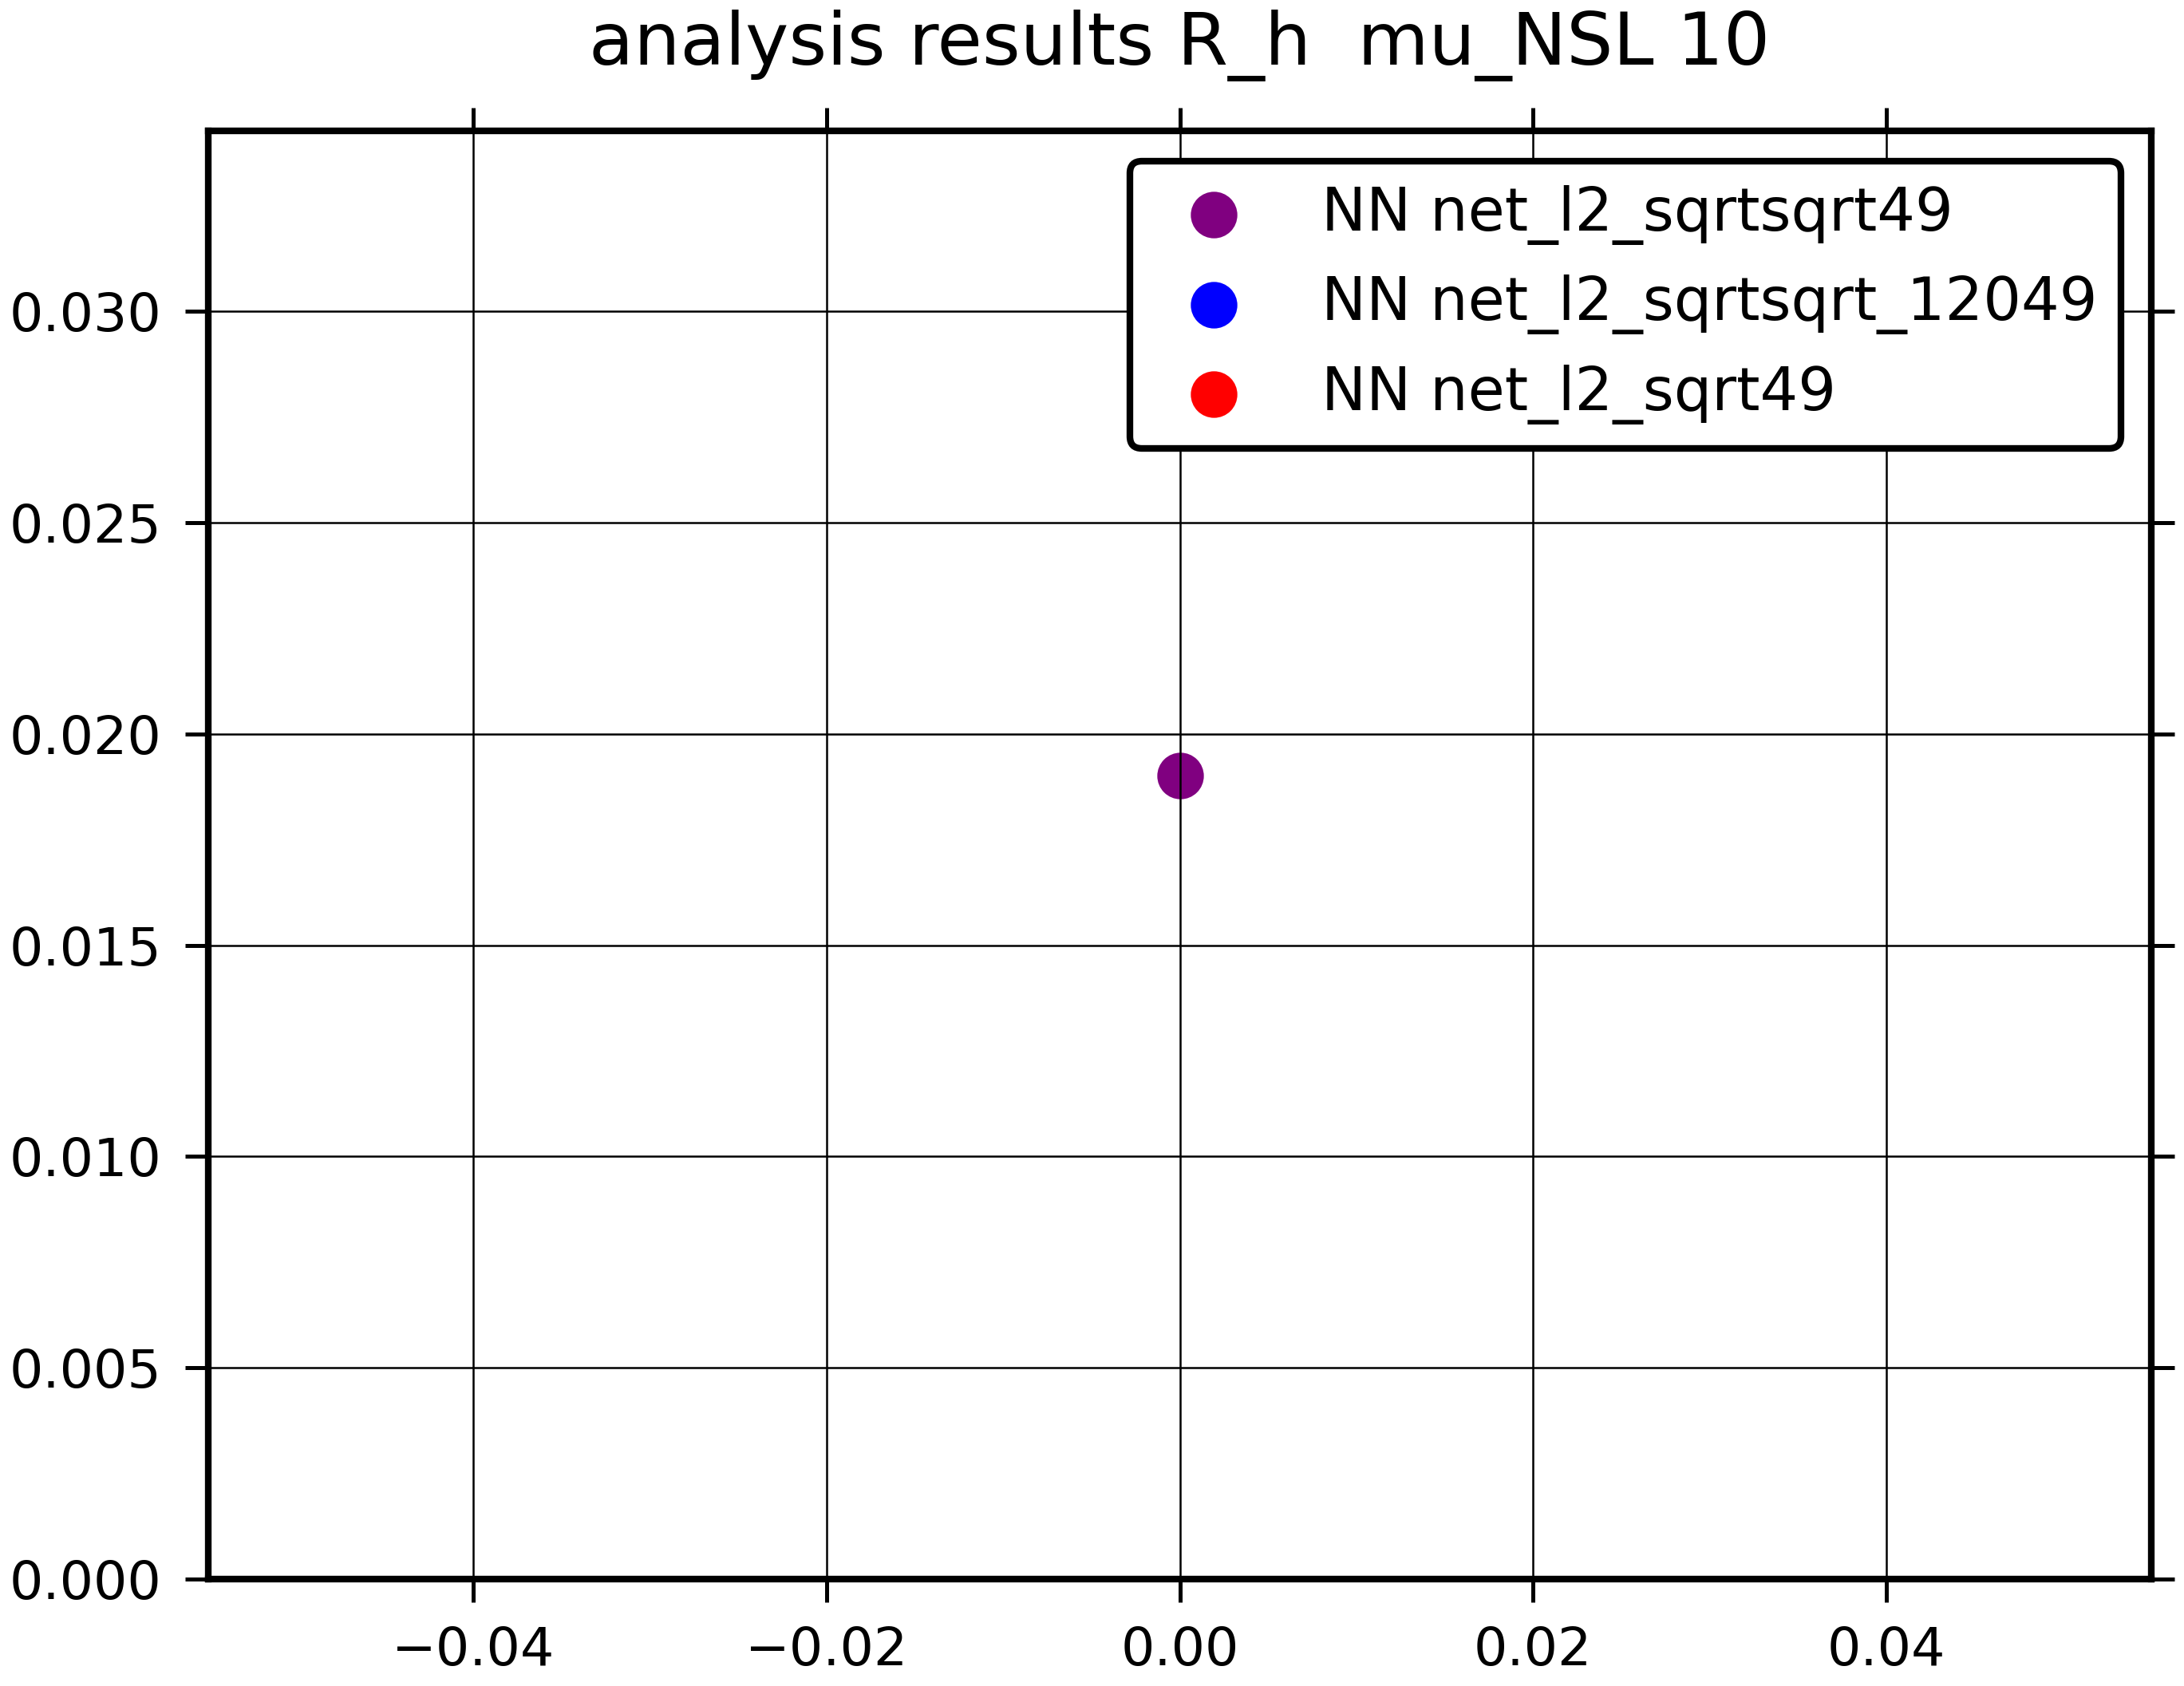 analysis results R_h  mu_NSL 10
NN net_l2_sqrtsqrt49
NN net_l2_sqrtsqrt_12049
NN net_l2_sqrt49
0.030
0.025
0.020
0.015
0.010
0.005
0.000
−0.04 −0.02 0.00 0.02 0.04